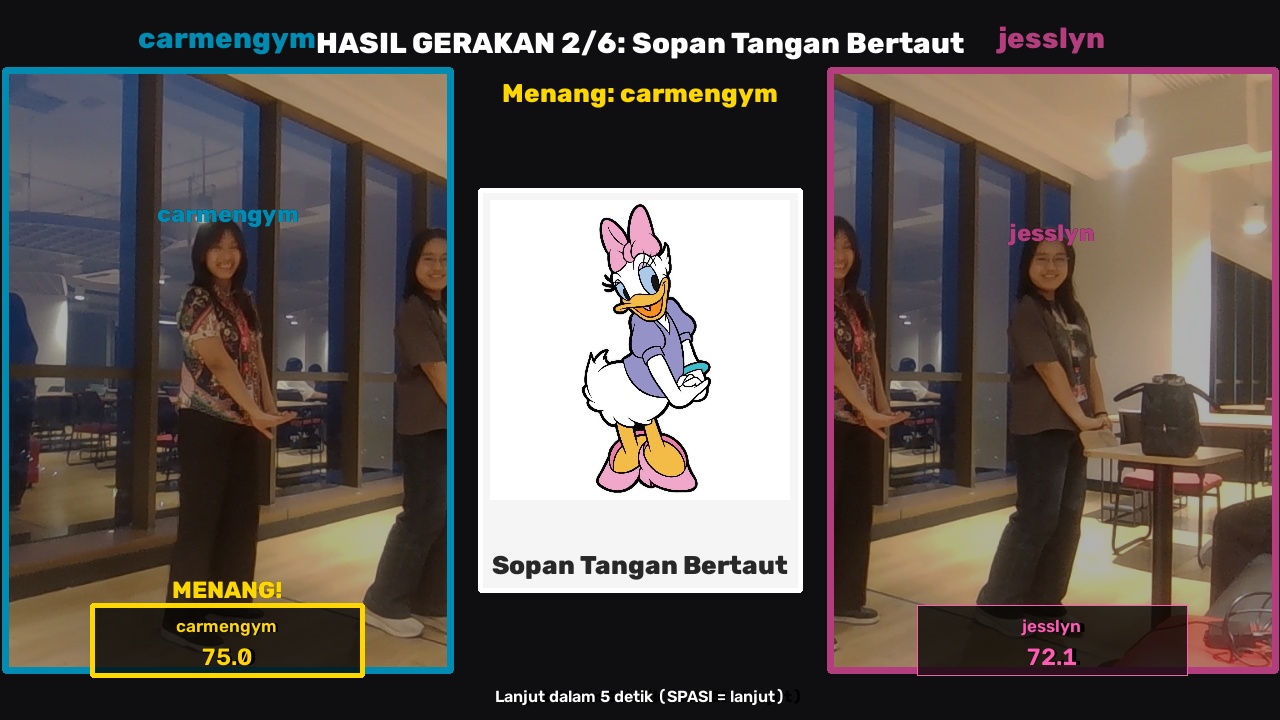 carmengym
HASIL GERAKAN 2/6: Sopan Tangan Bertaut
jesslyn
Menang: carmengym
carmengym
jesslyn
Sopan Tangan Bertaut
MENANG!
carmengym
75.0
jesslyn
72.1
Lanjut dalam 5 detik (SPASI = lanjut)